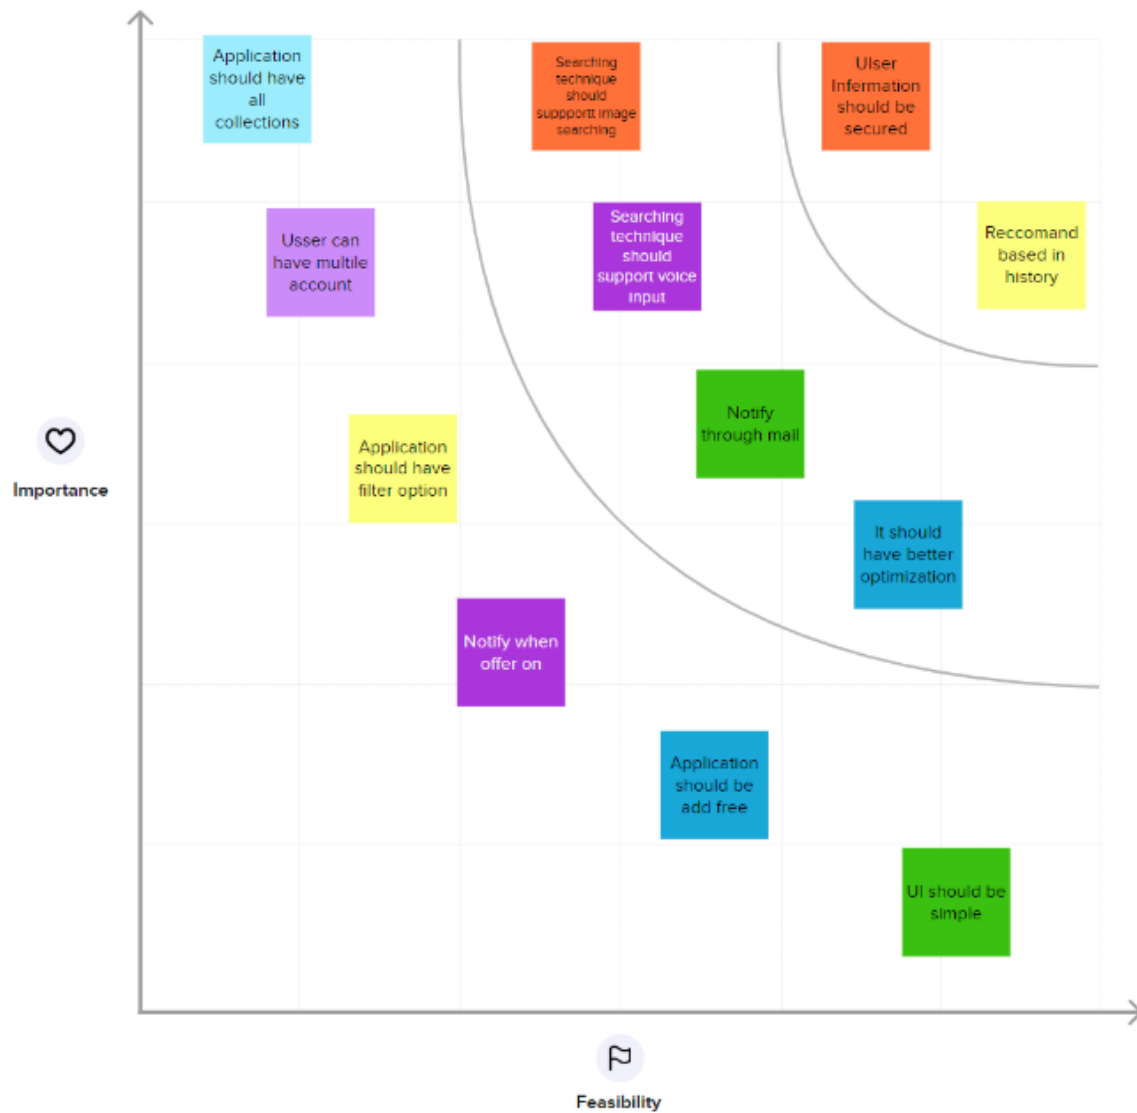 Application
should have
all
collections
Searching
technique
should
suppportt image
searching
UIser
Infermation
should be
secured
Usser can
have multile
account
Searching
technique
should
support voice
input
Reccomand
based in
history
Notify
through mail
Application
should have
filter option
Importance
It should
have better
optimization
Notify when
offer on
Application
should be
add free
UI should be
simple
Feasibility